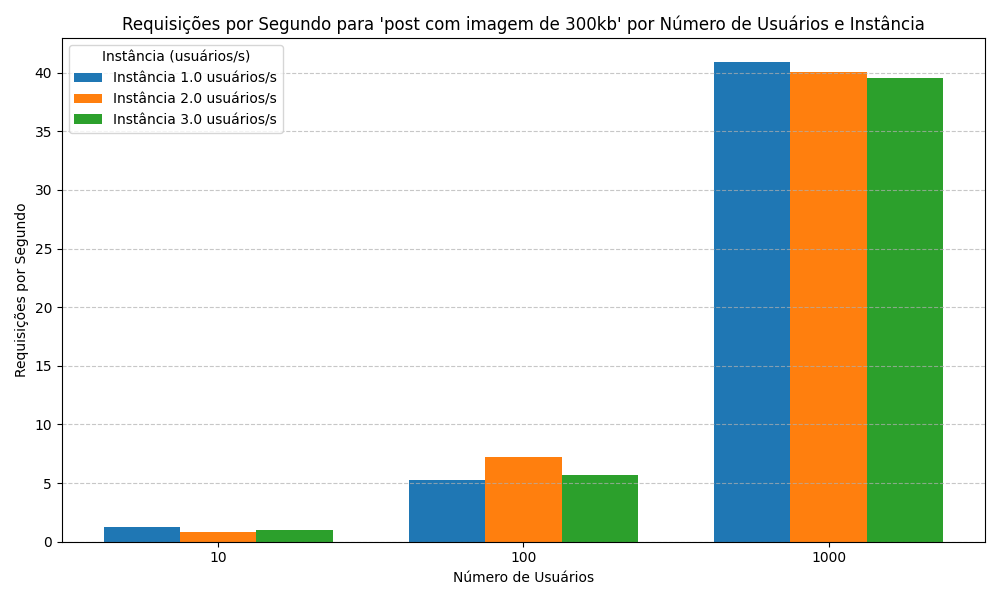 Requisições por Segundo para 'post com imagem de 300kb' por Número de Usuários e Instância
Instância (usuários/s)
Instância 1.0 usuários/s
Instância 2.0 usuários/s
Instância 3.0 usuários/s
Requisições por Segundo
40
35
30
25
20
15
10
5
0
10
100
1000
Número de Usuários